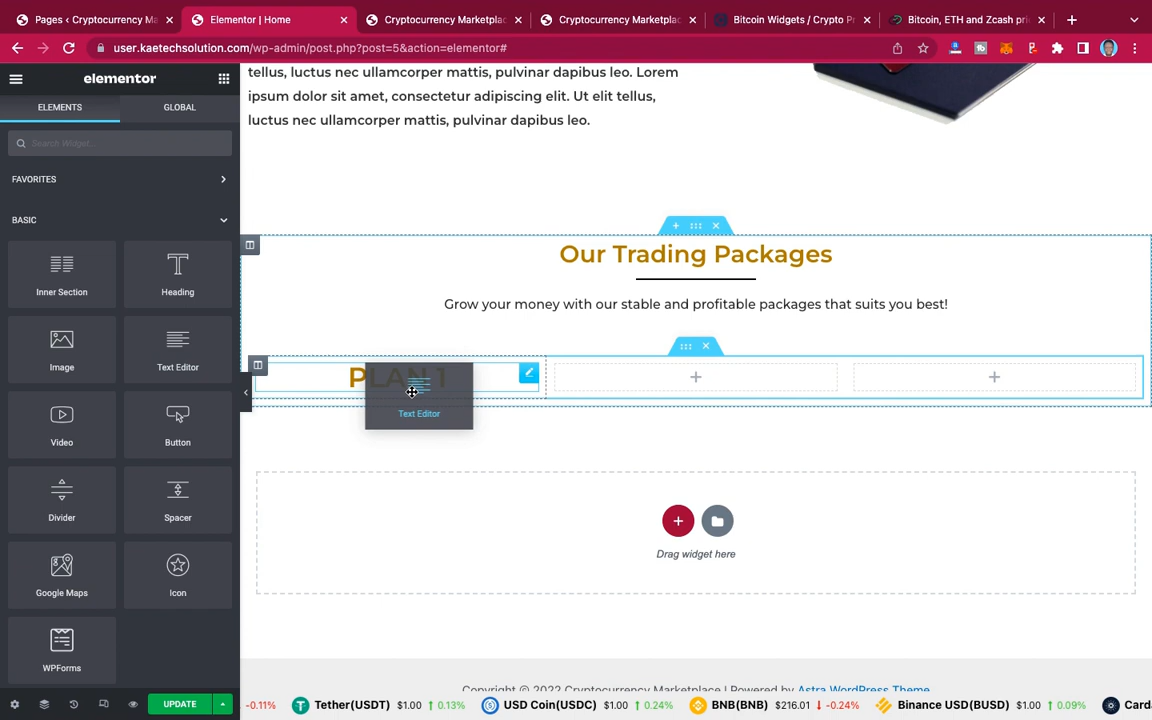 Pages ‹ Cryptocurrency Ma
Elementor | Home
Cryptocurrency Marketplac
Cryptocurrency Marketplac
Bitcoin Widgets / Crypto Pr
Bitcoin, ETH and Zcash pri
user.kaetechsolution.com/wp-admin/post.php?post=5&action=elementor#
elementor
ELEMENTS
GLOBAL
Search Widget...
FAVORITES
BASIC
Inner Section
Heading
Image
Text Editor
Video
Button
Divider
Spacer
Google Maps
Icon
WPForms
UPDATE
tellus, luctus nec ullamcorper mattis, pulvinar dapibus leo. Lorem
ipsum dolor sit amet, consectetur adipiscing elit. Ut elit tellus,
luctus nec ullamcorper mattis, pulvinar dapibus leo.
Our Trading Packages
Grow your money with our stable and profitable packages that suits you best!
PLAN 1
Text Editor
Drag widget here
Copyright © 2022 Cryptocurrency Marketplace | Powered by Astra WordPress Theme
-0.11% Tether(USDT) $1.00 ↑ 0.13% USD Coin(USDC) $1.00 ↑ 0.24% BNB(BNB) $216.01 ↓ -0.24% Binance USD(BUSD) $1.00 ↑ 0.09% Card